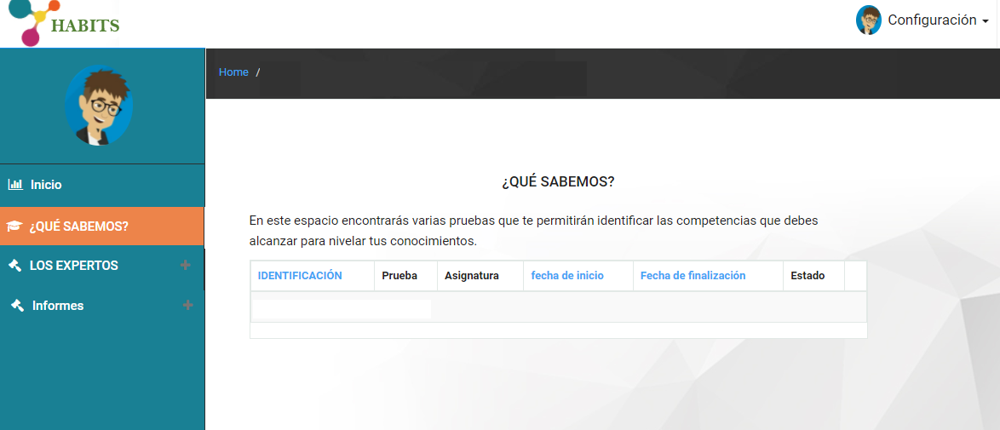 HABITS
Configuración
Home /
Inicio
¿QUÉ SABEMOS?
LOS EXPERTOS
Informes
¿QUÉ SABEMOS?
En este espacio encontrarás varias pruebas que te permitirán identificar las competencias que debes
alcanzar para nivelar tus conocimientos.
IDENTIFICACIÓN Prueba Asignatura fecha de inicio Fecha de finalización Estado